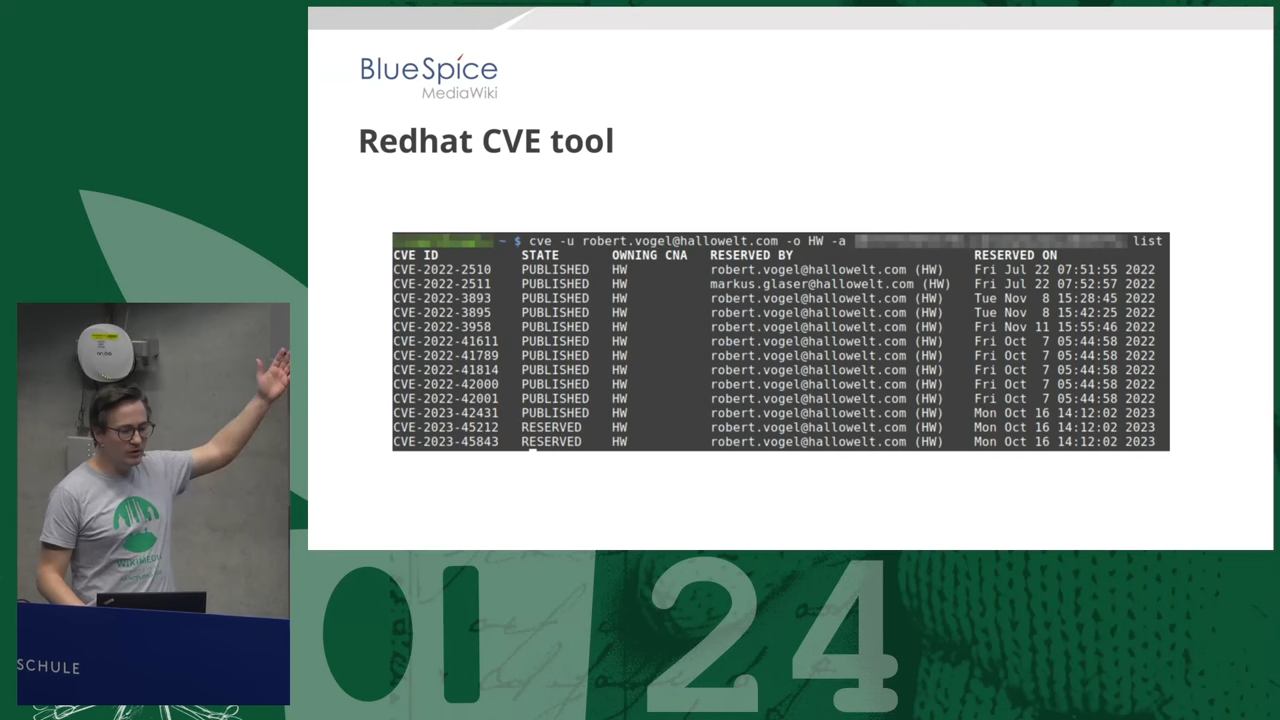 BlueSpice
MediaWiki
Redhat CVE tool
~ $ cve -u robert.vogel@hallowelt.com -o HW -a list
CVE ID STATE OWNING CNA RESERVED BY RESERVED ON
CVE-2022-2510 PUBLISHED HW robert.vogel@hallowelt.com (HW) Fri Jul 22 07:51:55 2022
CVE-2022-2511 PUBLISHED HW markus.glaser@hallowelt.com (HW) Fri Jul 22 07:52:57 2022
CVE-2022-3893 PUBLISHED HW robert.vogel@hallowelt.com (HW) Tue Nov 8 15:28:45 2022
CVE-2022-3895 PUBLISHED HW robert.vogel@hallowelt.com (HW) Tue Nov 8 15:42:25 2022
CVE-2022-3958 PUBLISHED HW robert.vogel@hallowelt.com (HW) Fri Nov 11 15:55:46 2022
CVE-2022-41611 PUBLISHED HW robert.vogel@hallowelt.com (HW) Fri Oct 7 05:44:58 2022
CVE-2022-41789 PUBLISHED HW robert.vogel@hallowelt.com (HW) Fri Oct 7 05:44:58 2022
CVE-2022-41814 PUBLISHED HW robert.vogel@hallowelt.com (HW) Fri Oct 7 05:44:58 2022
CVE-2022-42000 PUBLISHED HW robert.vogel@hallowelt.com (HW) Fri Oct 7 05:44:58 2022
CVE-2022-42001 PUBLISHED HW robert.vogel@hallowelt.com (HW) Fri Oct 7 05:44:58 2022
CVE-2023-42431 PUBLISHED HW robert.vogel@hallowelt.com (HW) Mon Oct 16 14:12:02 2023
CVE-2023-45212 RESERVED HW robert.vogel@hallowelt.com (HW) Mon Oct 16 14:12:02 2023
CVE-2023-45843 RESERVED HW robert.vogel@hallowelt.com (HW) Mon Oct 16 14:12:02 2023
SCHULE
24